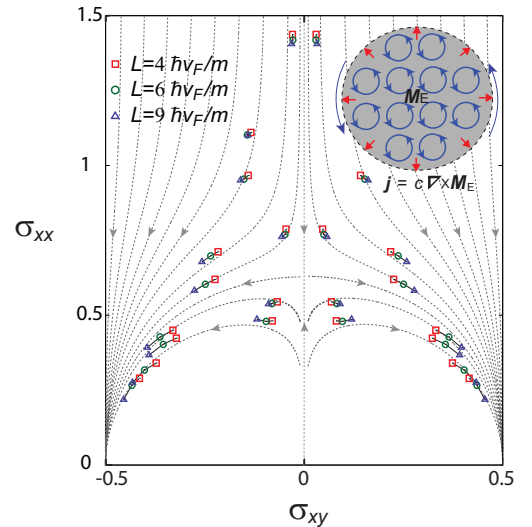 1.5
1
0.5
0
-0.5
0
0.5
σxx
σxy
L=4 ℏvF/m
L=6 ℏvF/m
L=9 ℏvF/m
ME
j = c∇×ME